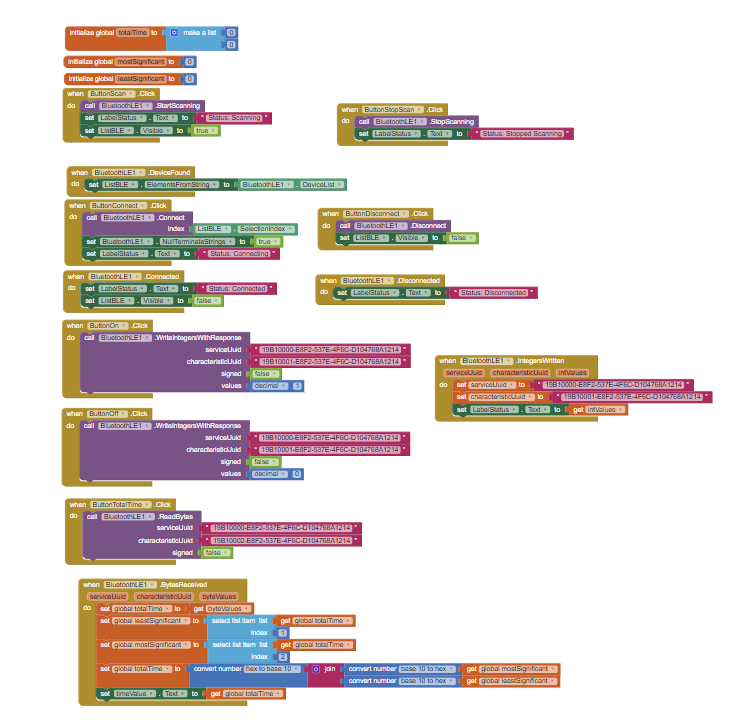 initialize global totalTime to make a list 0
0
initialize global mostSignificant to 0
initialize global leastSignificant to 0
when ButtonScan .Click
do call BluetoothLE1 .StartScanning
set LabelStatus . Text to " Status: Scanning "
set ListBLE . Visible to true
when ButtonStopScan .Click
do call BluetoothLE1 .StopScanning
set LabelStatus . Text to " Status: Stopped Scanning "
when BluetoothLE1 .DeviceFound
do set ListBLE . ElementsFromString to BluetoothLE1 . DeviceList
when ButtonConnect .Click
do call BluetoothLE1 .Connect
index ListBLE . SelectionIndex
set BluetoothLE1 . NullTerminateStrings to true
set LabelStatus . Text to " Status: Connecting "
when ButtonDisconnect .Click
do call BluetoothLE1 .Disconnect
set ListBLE . Visible to false
when BluetoothLE1 .Connected
do set LabelStatus . Text to " Status: Connected "
set ListBLE . Visible to false
when BluetoothLE1 .Disconnected
do set LabelStatus . Text to " Status: Disconnected "
when ButtonOn .Click
do call BluetoothLE1 .WriteIntegersWithResponse
serviceUuid " 19B10000-E8F2-537E-4F6C-D104768A1214 "
characteristicUuid " 19B10001-E8F2-537E-4F6C-D104768A1214 "
signed false
values decimal 1
when BluetoothLE1 .IntegersWritten
serviceUuid characteristicUuid intValues
do set serviceUuid to " 19B10000-E8F2-537E-4F6C-D104768A1214 "
set characteristicUuid to " 19B10001-E8F2-537E-4F6C-D104768A1214 "
set LabelStatus . Text to get intValues
when ButtonOff .Click
do call BluetoothLE1 .WriteIntegersWithResponse
serviceUuid " 19B10000-E8F2-537E-4F6C-D104768A1214 "
characteristicUuid " 19B10001-E8F2-537E-4F6C-D104768A1214 "
signed false
values decimal 0
when ButtonTotalTime .Click
do call BluetoothLE1 .ReadBytes
serviceUuid " 19B10000-E8F2-537E-4F6C-D104768A1214 "
characteristicUuid " 19B10002-E8F2-537E-4F6C-D104768A1214 "
signed false
when BluetoothLE1 .BytesReceived
serviceUuid characteristicUuid byteValues
do set global totalTime to get byteValues
set global leastSignificant to select list item list get global totalTime
index 1
set global mostSignificant to select list item list get global totalTime
index 2
set global totalTime to convert number hex to base 10 join convert number base 10 to hex get global mostSignificant
convert number base 10 to hex get global leastSignificant
set timeValue . Text to get global totalTime